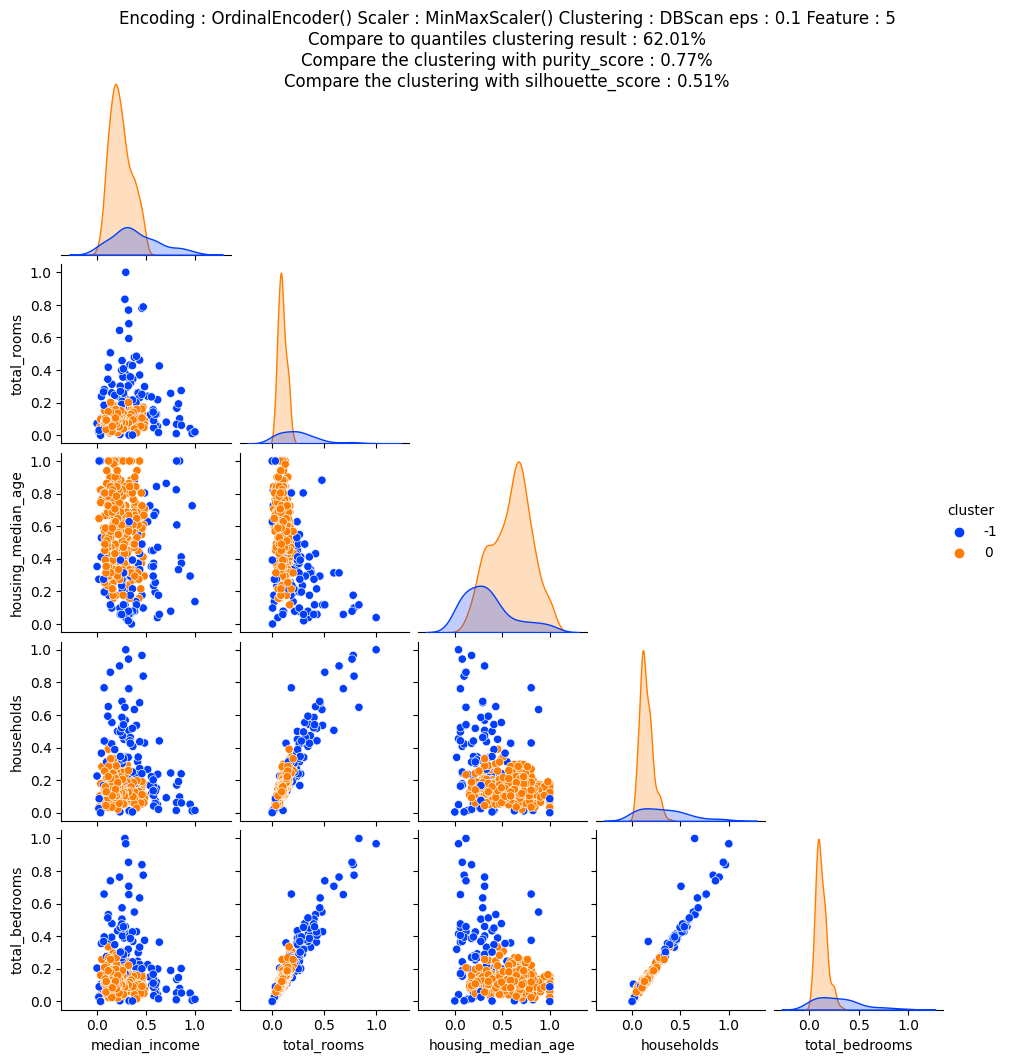 Encoding : OrdinalEncoder() Scaler : MinMaxScaler() Clustering : DBScan eps : 0.1 Feature : 5
Compare to quantiles clustering result : 62.01%
Compare the clustering with purity_score : 0.77%
Compare the clustering with silhouette_score : 0.51%
total_rooms
1.0
0.8
0.6
0.4
0.2
0.0
housing_median_age
1.0
0.8
0.6
0.4
0.2
0.0
cluster
-1
0
households
1.0
0.8
0.6
0.4
0.2
0.0
total_bedrooms
1.0
0.8
0.6
0.4
0.2
0.0
0.0 0.5 1.0
median_income
0.0 0.5 1.0
total_rooms
0.0 0.5 1.0
housing_median_age
0.0 0.5 1.0
households
0.0 0.5 1.0
total_bedrooms